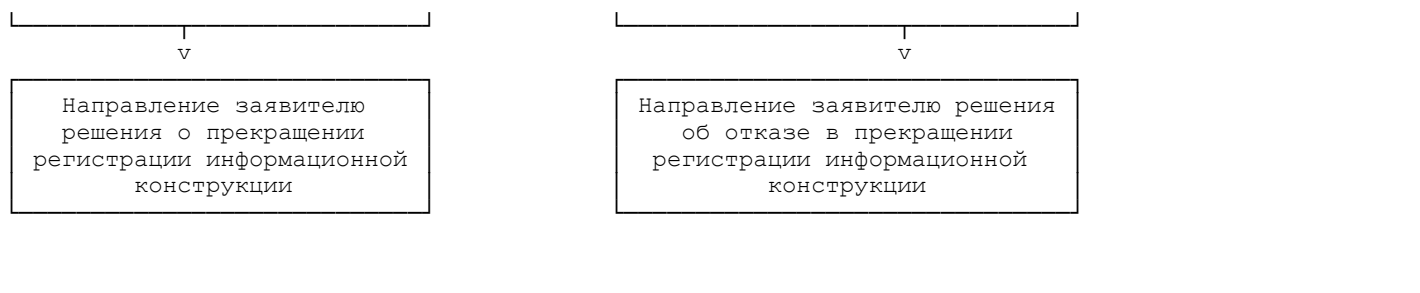 v
v
Направление заявителю
решения о прекращении
регистрации информационной
конструкции
Направление заявителю решения
об отказе в прекращении
регистрации информационной
конструкции